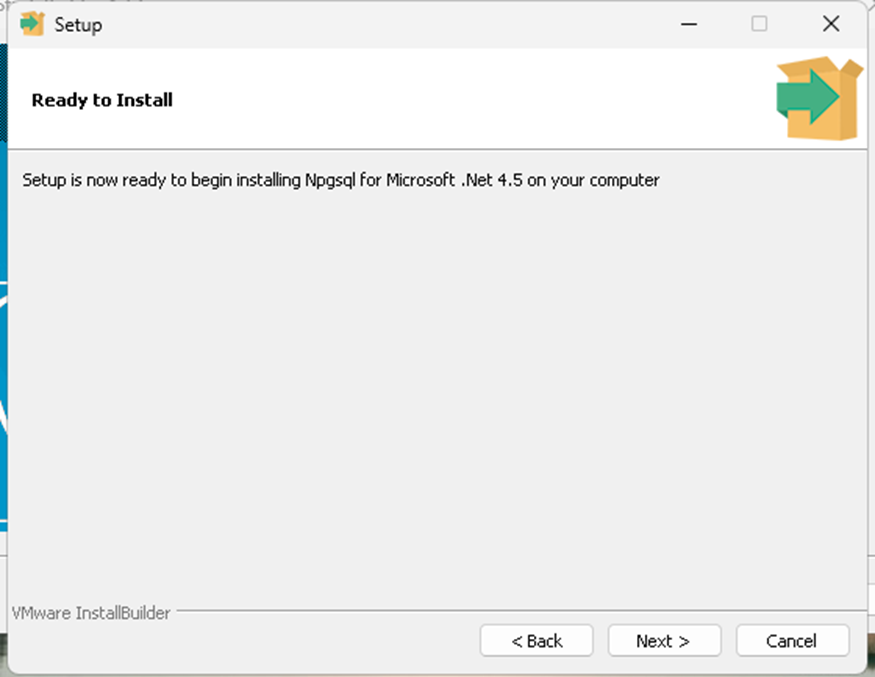 Setup
Ready to Install
Setup is now ready to begin installing Npgsql for Microsoft .Net 4.5 on your computer
VMware InstallBuilder
< Back
Next >
Cancel